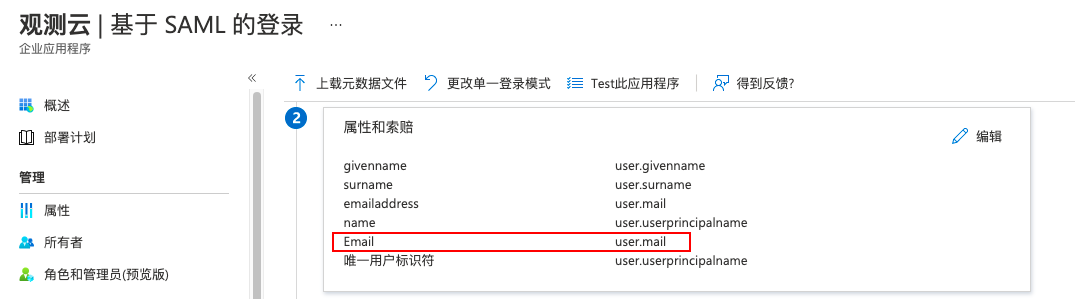 观测云 | 基于 SAML 的登录 ...
企业应用程序
上载元数据文件 更改单一登录模式 Test此应用程序 得到反馈?
概述
部署计划
管理
属性
所有者
角色和管理员(预览版)
2
属性和索赔
编辑
givenname user.givenname
surname user.surname
emailaddress user.mail
name user.userprincipalname
Email user.mail
唯一用户标识符 user.userprincipalname